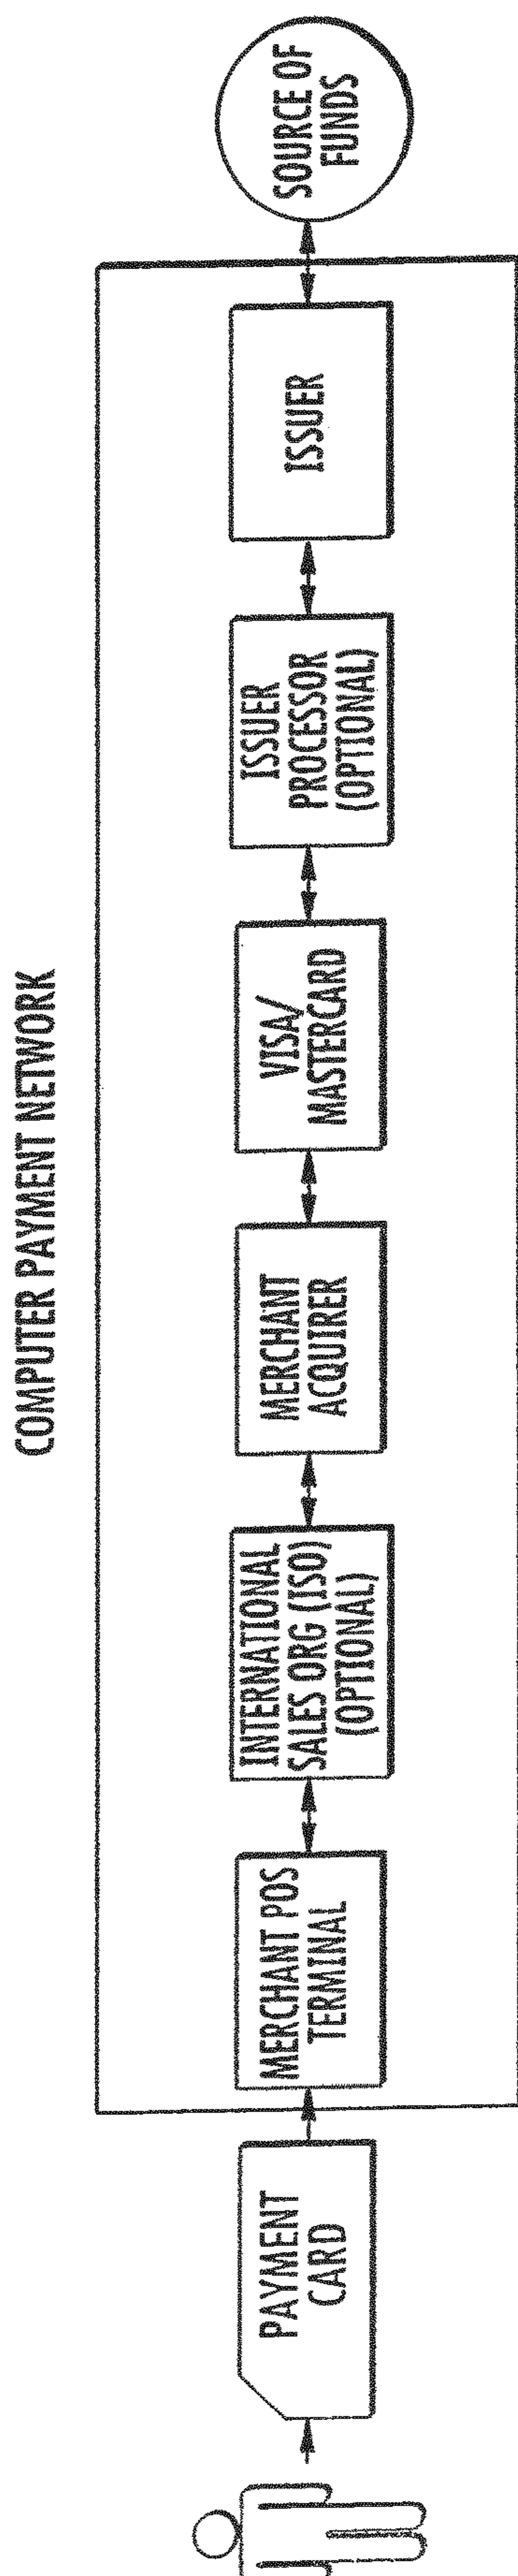 COMPUTER PAYMENT NETWORK
PAYMENT
CARD
MERCHANT POS
TERMINAL
INTERNATIONAL
SALES ORG (ISO)
(OPTIONAL)
MERCHANT
ACQUIRER
VISA/
MASTERCARD
ISSUER
PROCESSOR
(OPTIONAL)
ISSUER
SOURCE OF
FUNDS